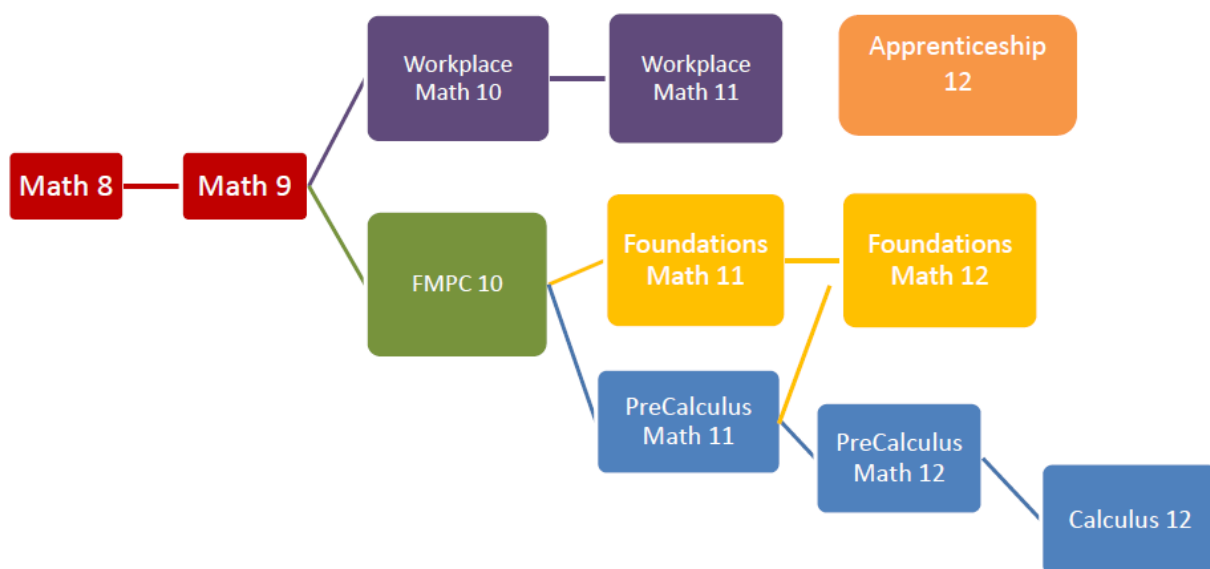 Math 8
Math 9
Workplace
Math 10
Workplace
Math 11
Apprenticeship
12
FMPC 10
Foundations
Math 11
Foundations
Math 12
PreCalculus
Math 11
PreCalculus
Math 12
Calculus 12